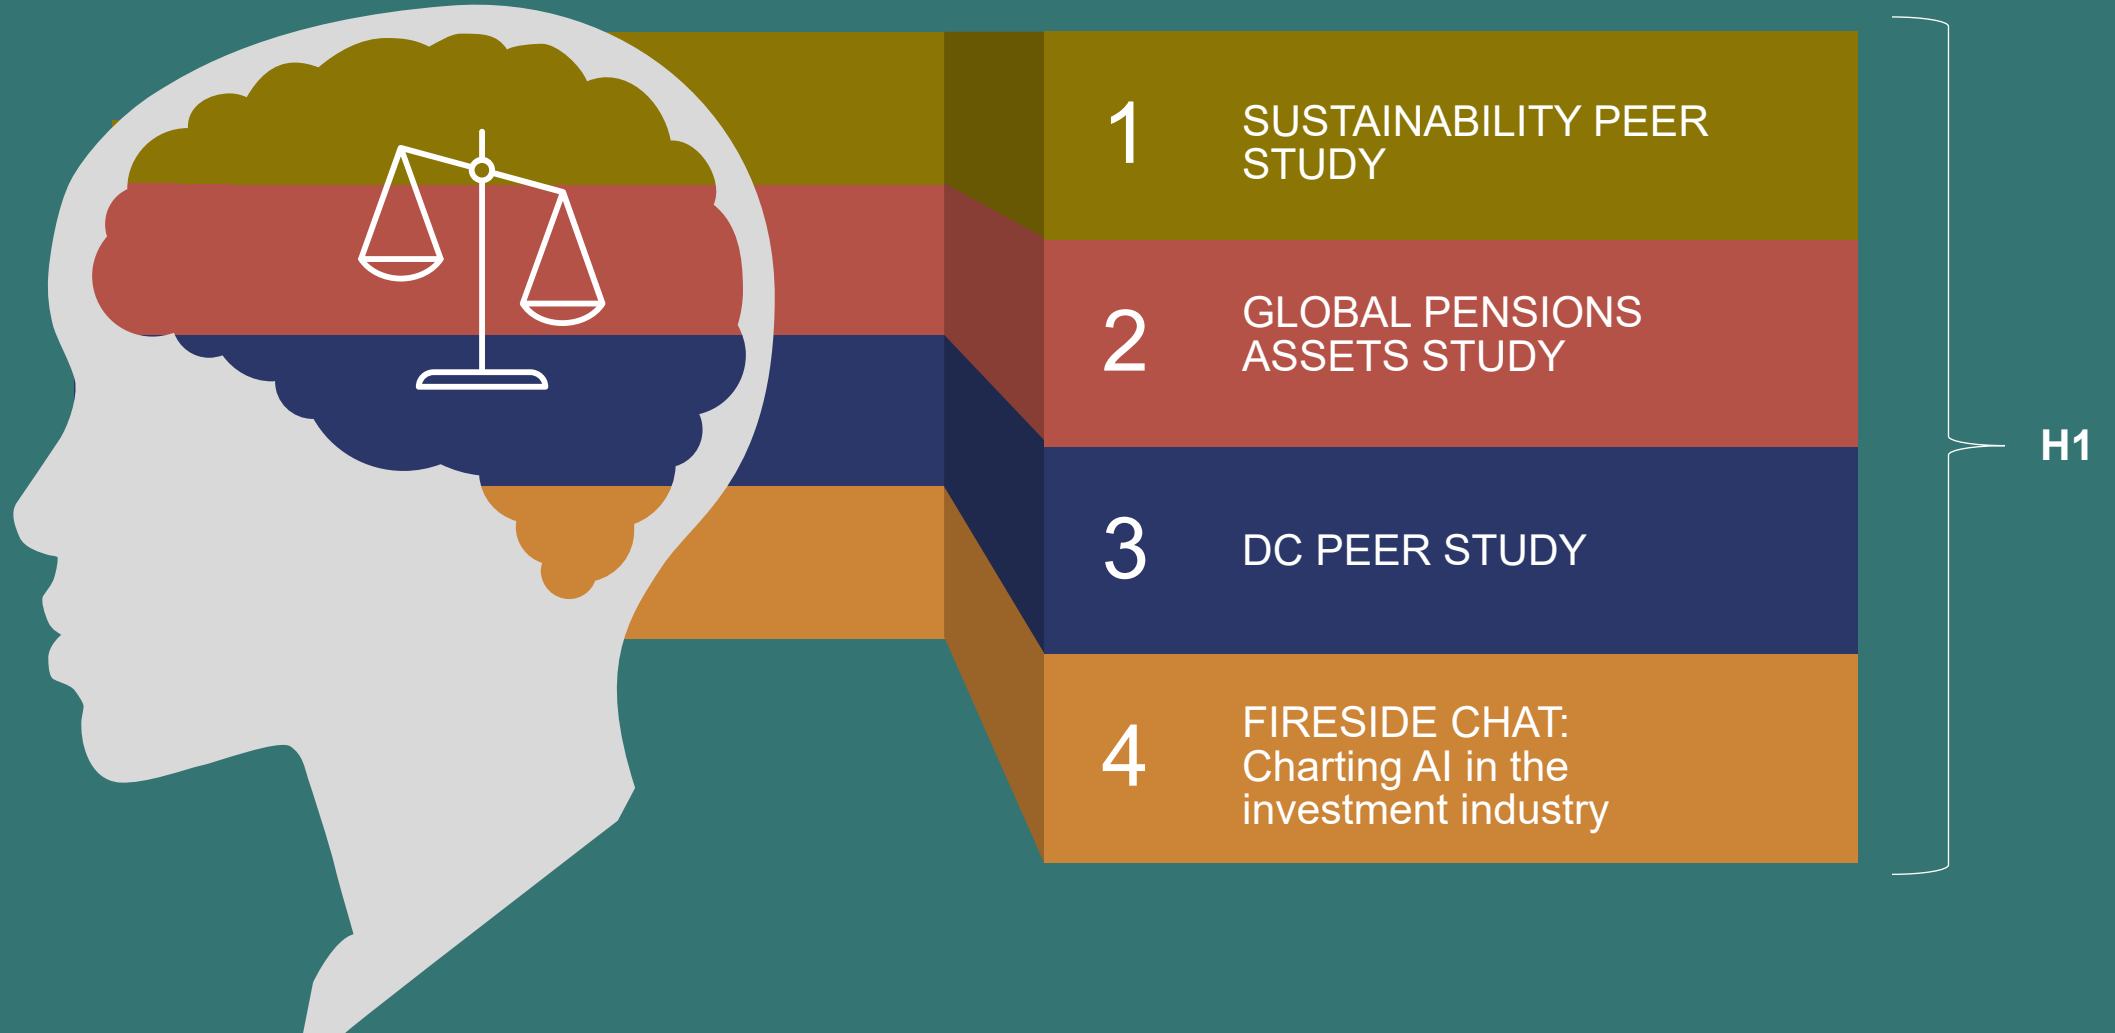 1
SUSTAINABILITY PEER
STUDY
2
GLOBAL PENSIONS
ASSETS STUDY
3
DC PEER STUDY
4
FIRESIDE CHAT:
Charting AI in the
investment industry
H1